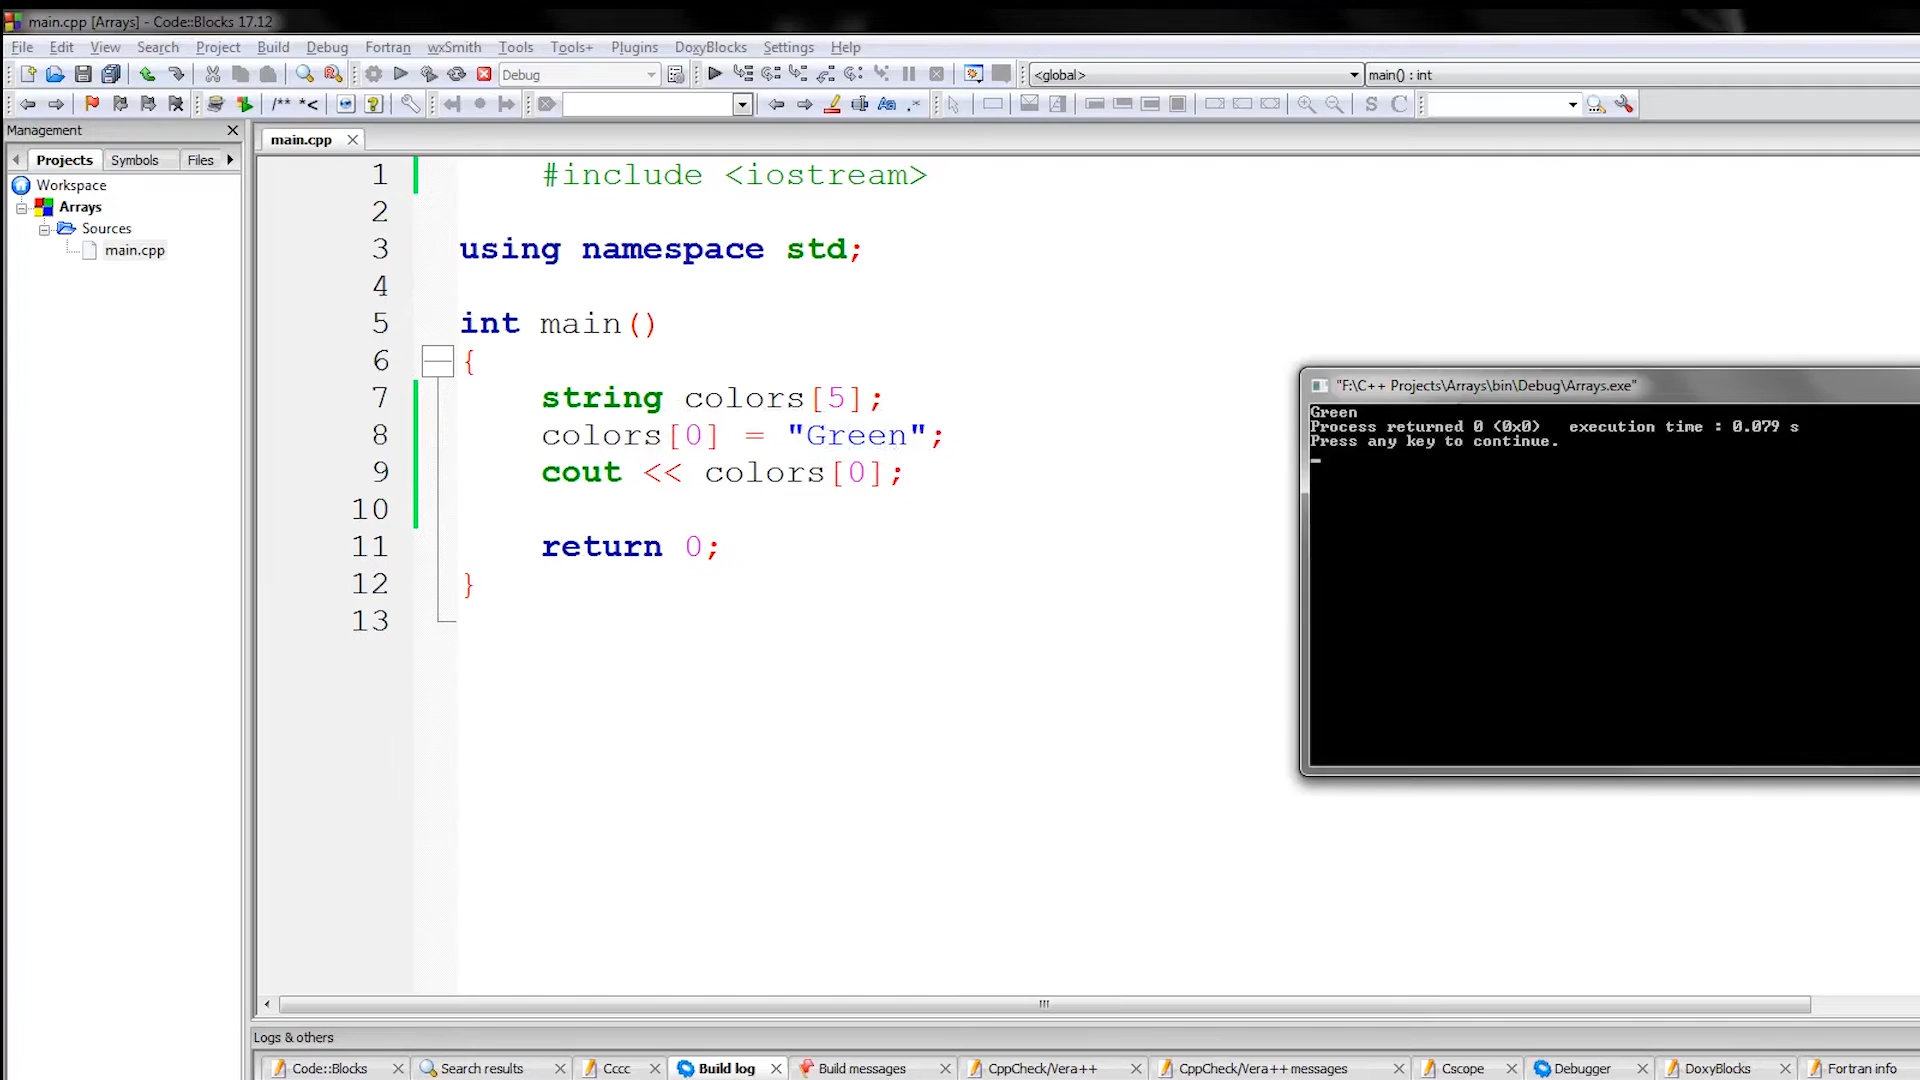 main.cpp [Arrays] - Code::Blocks 17.12
File Edit View Search Project Build Debug Fortran wxSmith Tools Tools+ Plugins DoxyBlocks Settings Help
Debug <global> main() : int
/** *< Aa .* S C
Management
Projects Symbols Files
Workspace
Arrays
Sources
main.cpp
main.cpp
1 #include <iostream>
2
3 using namespace std;
4
5 int main()
6 {
7 string colors[5];
8 colors[0] = "Green";
9 cout << colors[0];
10
11 return 0;
12 }
13
"F:\C++ Projects\Arrays\bin\Debug\Arrays.exe"
Green
Process returned 0 (0x0) execution time : 0.079 s
Press any key to continue.
Logs & others
Code::Blocks Search results Cccc Build log Build messages CppCheck/Vera++ CppCheck/Vera++ messages Cscope Debugger DoxyBlocks Fortran info